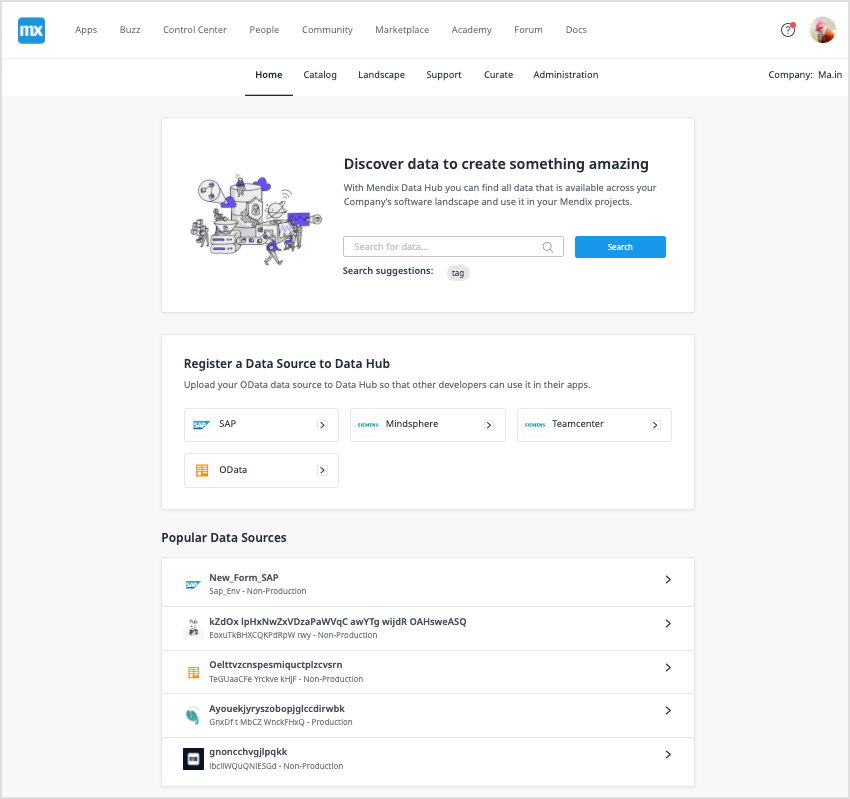 mx
Apps Buzz Control Center People Community Marketplace Academy Forum Docs
Home Catalog Landscape Support Curate Administration Company: Ma.in
Discover data to create something amazing
With Mendix Data Hub you can find all data that is available across your
Company's software landscape and use it in your Mendix projects.
Search for data... Search
Search suggestions: tag
Register a Data Source to Data Hub
Upload your OData data source to Data Hub so that other developers can use it in their apps.
SAP SAP SIEMENS Mindsphere SIEMENS Teamcenter
OData
Popular Data Sources
SAP New_Form_SAP
Sap_Env - Non-Production
kZdOx lpHxNwZxVDzaPaWVqC awYTg wijdR OAHsweASQ
EoxuTkBHXCQKPdRpW rwy - Non-Production
Oelttvzcnspesmiquctplzcvsrn
TeGUaaCFe Yrckve kHJF - Non-Production
Ayouekjyryszobopjglccdirwbk
GnxDf t MbCZ WnckFHxQ - Production
gnoncchvgjlpqkk
- Non-Production